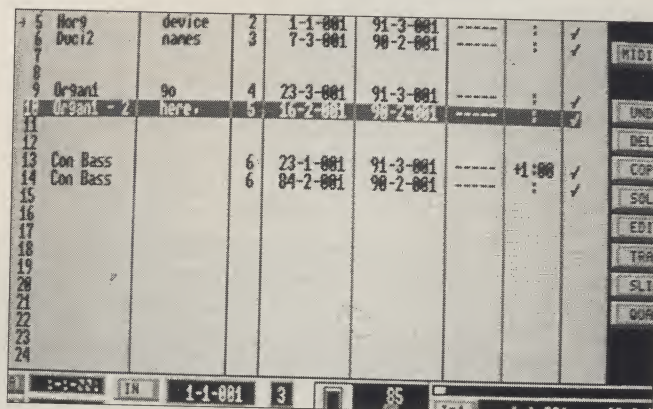 5 Horg device 2 1-1-001 91-3-001 ----- : ✓
6 Duci2 names 3 7-3-001 90-2-001 ----- : ✓
7
8
9 Organ1 go 4 23-3-001 91-3-001 ----- : ✓
10 Organ1 - 2 here. 5 16-2-001 90-2-001 ----- : ✓
11
12
13 Con Bass 6 23-1-001 91-3-001 ----- +1:00 ✓
14 Con Bass 6 84-2-001 90-2-001 ----- : ✓
15
16
17
18
19
20
21
22
23
24
MIDI
UND
DEL
COP
SOL
EDI
TRA
SLI
QUA
IN 1-1-001 3 85